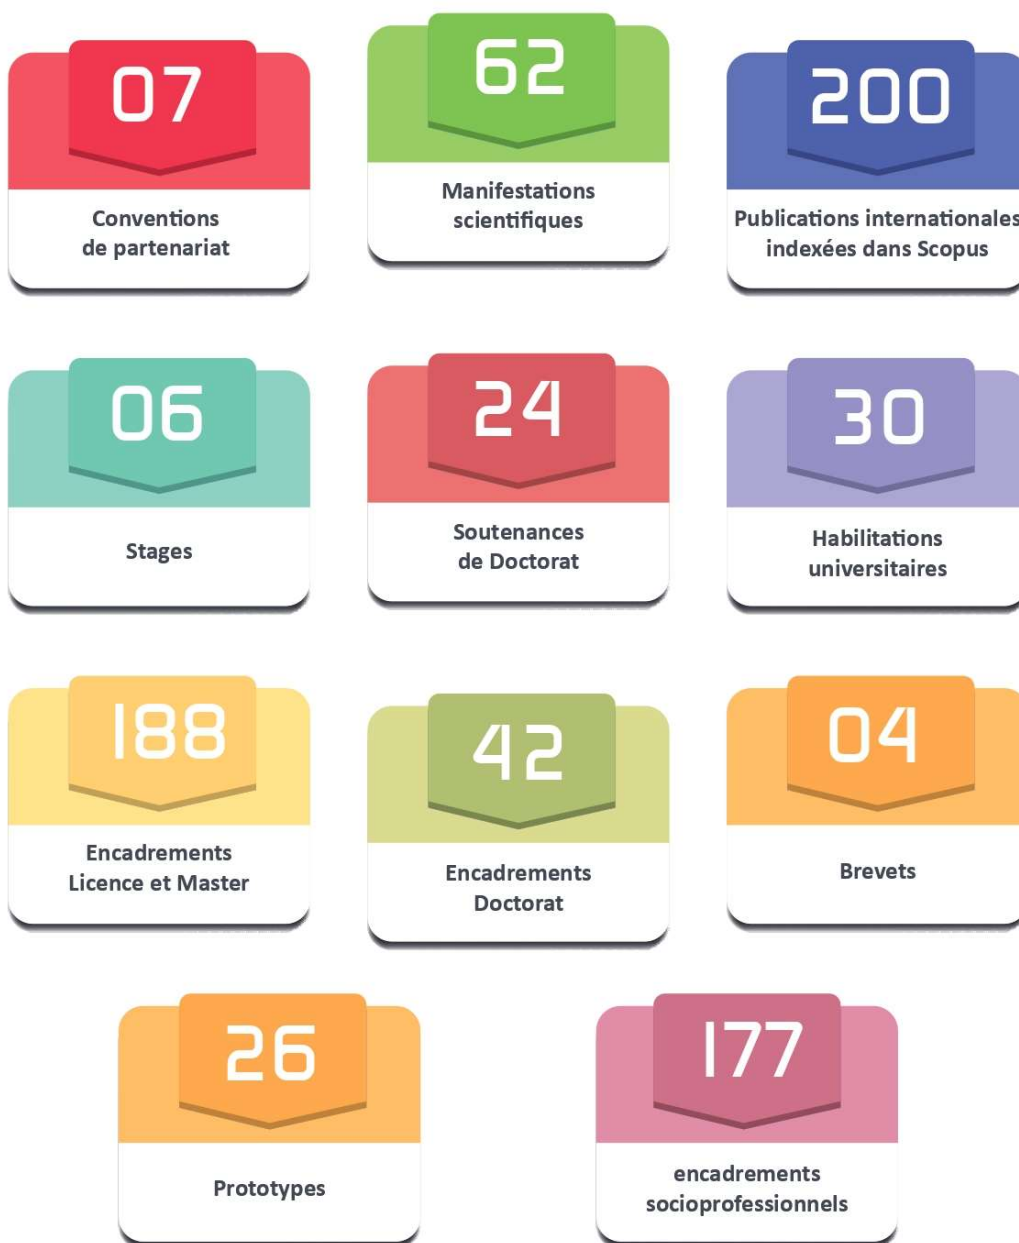 07
Conventions
de partenariat
62
Manifestations
scientifiques
200
Publications internationales
indexées dans Scopus
06
Stages
24
Soutenances
de Doctorat
30
Habilitations
universitaires
188
Encadrements
Licence et Master
42
Encadrements
Doctorat
04
Brevets
26
Prototypes
177
encadrements
socioprofessionnels